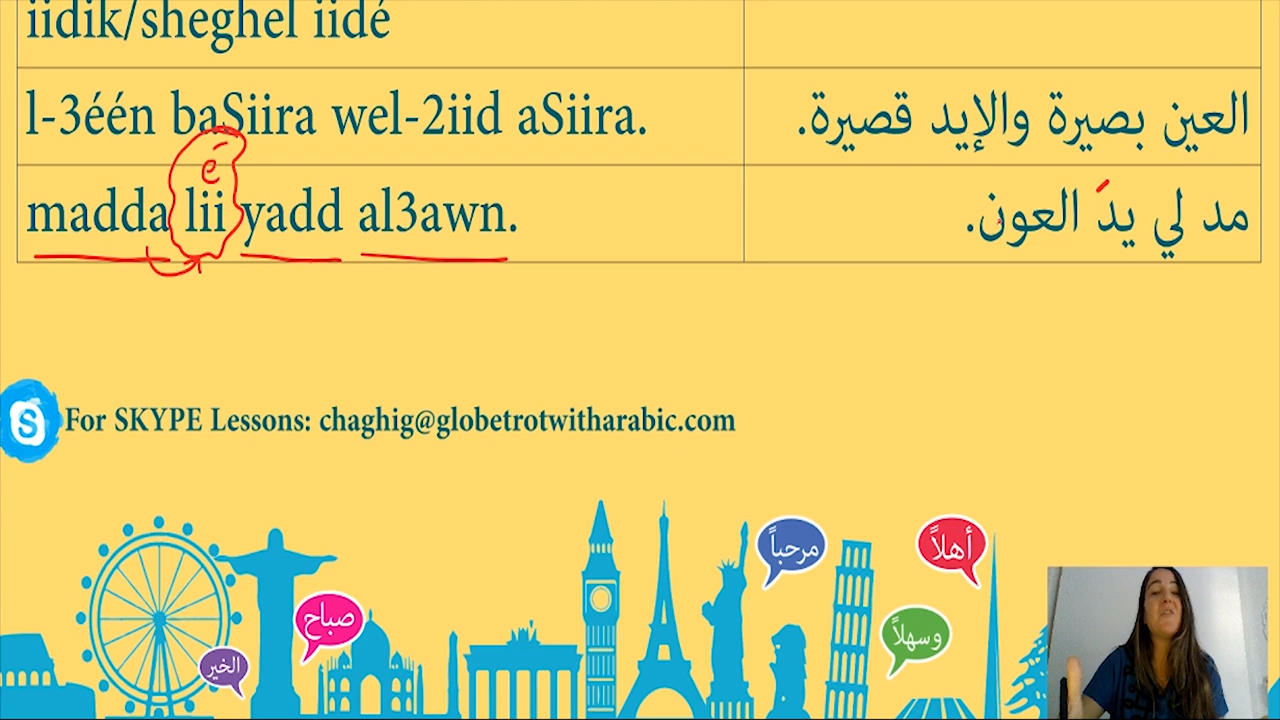 iidik/sheghel iidé
l-3één baSiira wel-2iid aSiira.
العين بصيرة والإيد قصيرة.
e
madda lii yadd al3awn.
مد لي يدَ العون.
S For SKYPE Lessons: chaghig@globetrotwitharabic.com
مرحباً
أهلاً
صباح
وسهلاً
الخير